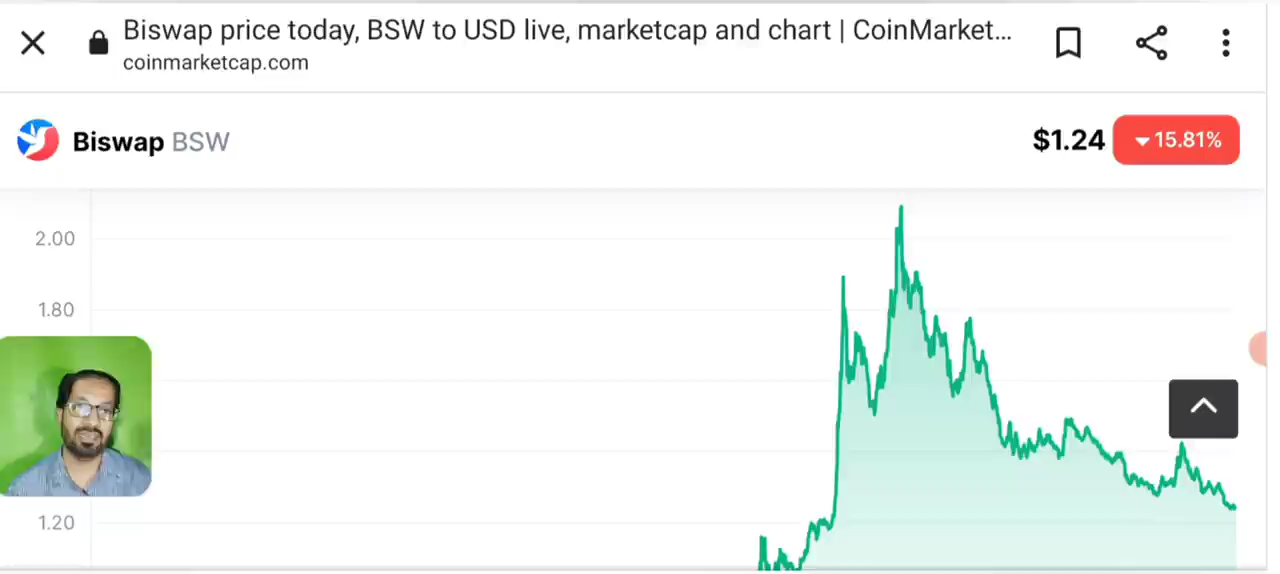 Biswap price today, BSW to USD live, marketcap and chart | CoinMarket...
coinmarketcap.com
Biswap BSW
$1.24
15.81%
2.00
1.80
1.20